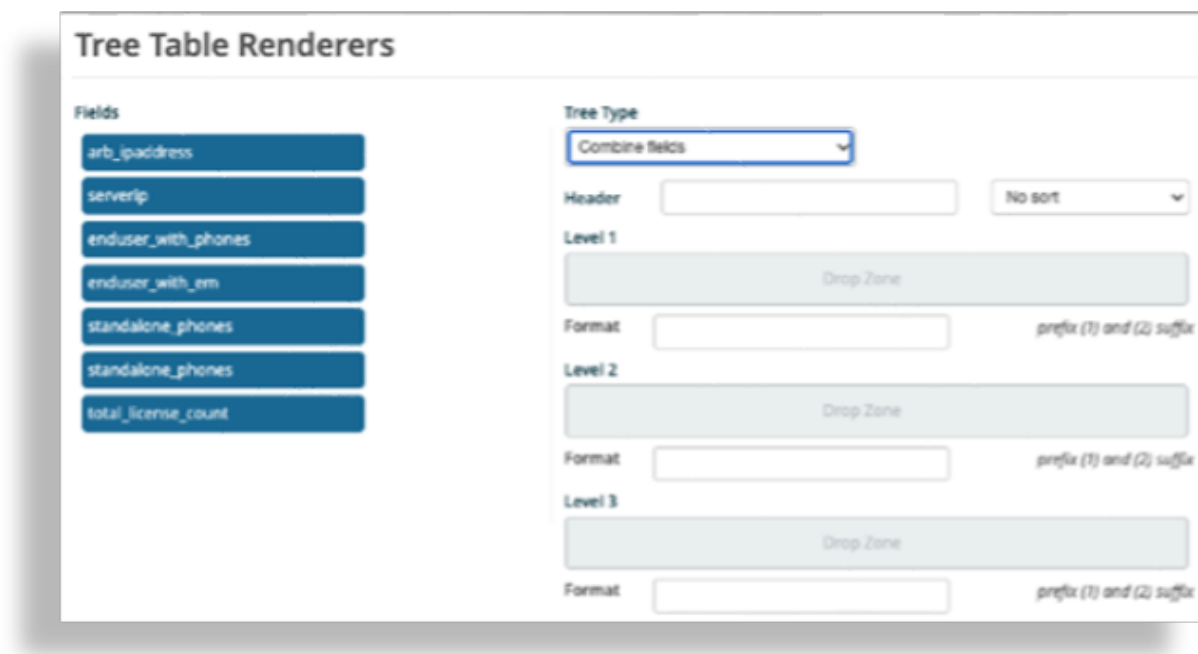 Tree Table Renderers
Fields
arb_ipaddress
serverip
enduser_with_phones
enduser_with_em
standalone_phones
standalone_phones
total_license_count
Tree Type
Combine fields
Header
No sort
Level 1
Drop Zone
Format
prefix {1} and {2} suffix
Level 2
Drop Zone
Format
prefix {1} and {2} suffix
Level 3
Drop Zone
Format
prefix {1} and {2} suffix